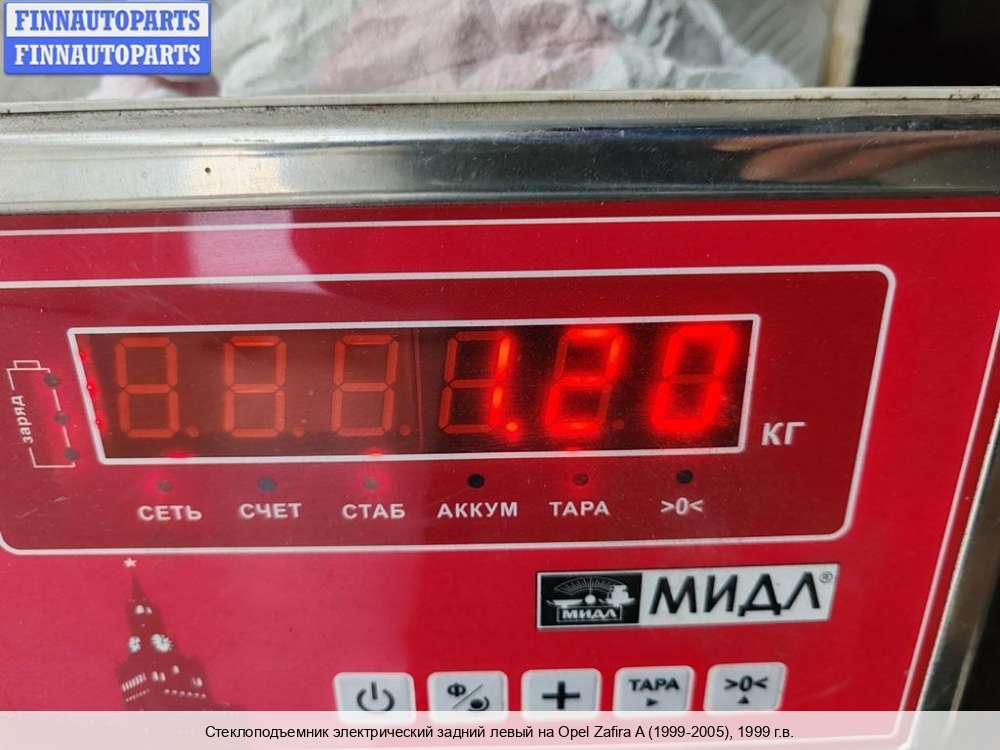 FINNAUTOPARTS
FINNAUTOPARTS
1.20
КГ
заряд
СЕТЬ СЧЕТ СТАБ АККУМ ТАРА >0<
МИДЛ
МИДЛ®
Ф ТАРА >0<
Стеклоподъемник электрический задний левый на Opel Zafira A (1999-2005), 1999 г.в.